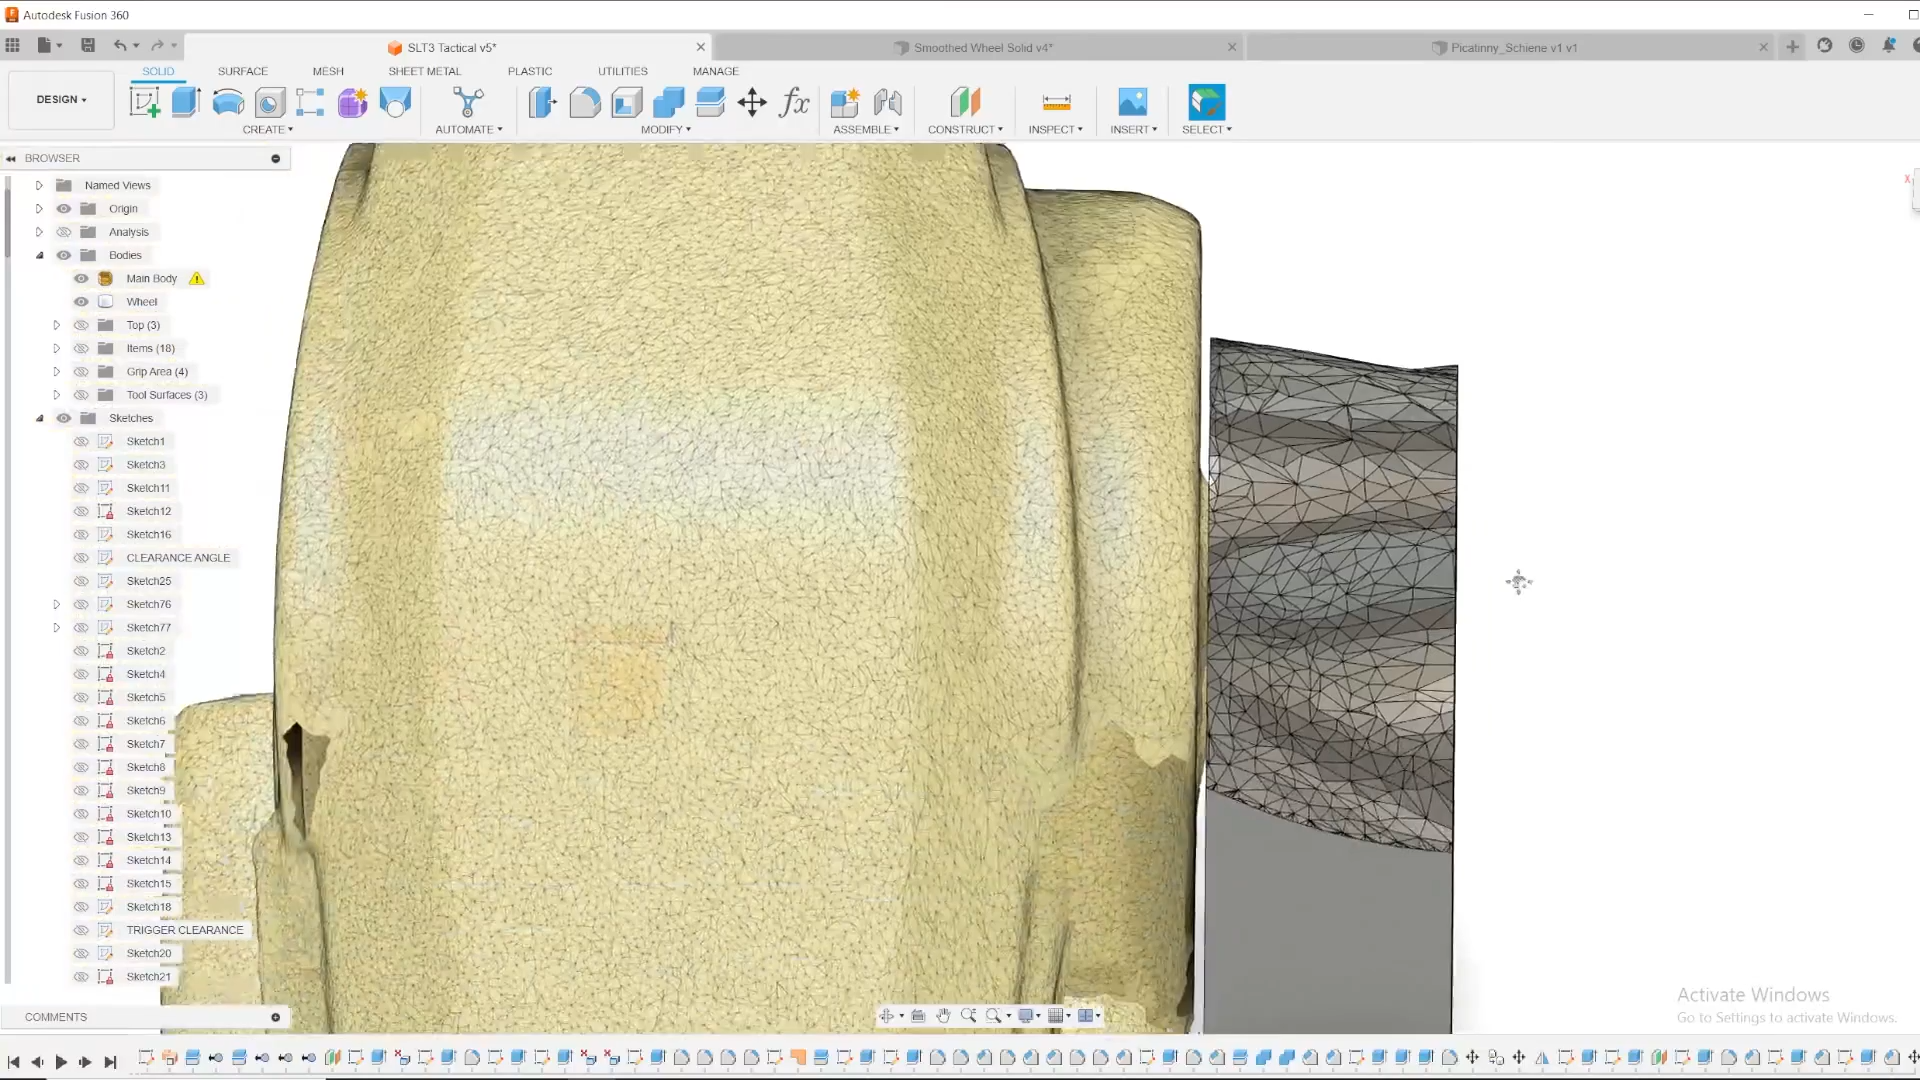 Autodesk Fusion 360
SLT3 Tactical v5*
Smoothed Wheel Solid v4*
Picatinny_Schiene v1 v1
DESIGN
SOLID
SURFACE
MESH
SHEET METAL
PLASTIC
UTILITIES
MANAGE
fx
CREATE
AUTOMATE
MODIFY
ASSEMBLE
CONSTRUCT
INSPECT
INSERT
SELECT
BROWSER
Named Views
Origin
Analysis
Bodies
Main Body
Wheel
Top (3)
Items (18)
Grip Area (4)
Tool Surfaces (3)
Sketches
Sketch1
Sketch3
Sketch11
Sketch12
Sketch16
CLEARANCE ANGLE
Sketch25
Sketch76
Sketch77
Sketch2
Sketch4
Sketch5
Sketch6
Sketch7
Sketch8
Sketch9
Sketch10
Sketch13
Sketch14
Sketch15
Sketch18
TRIGGER CLEARANCE
Sketch20
Sketch21
COMMENTS
X
Activate Windows
Go to Settings to activate Windows.